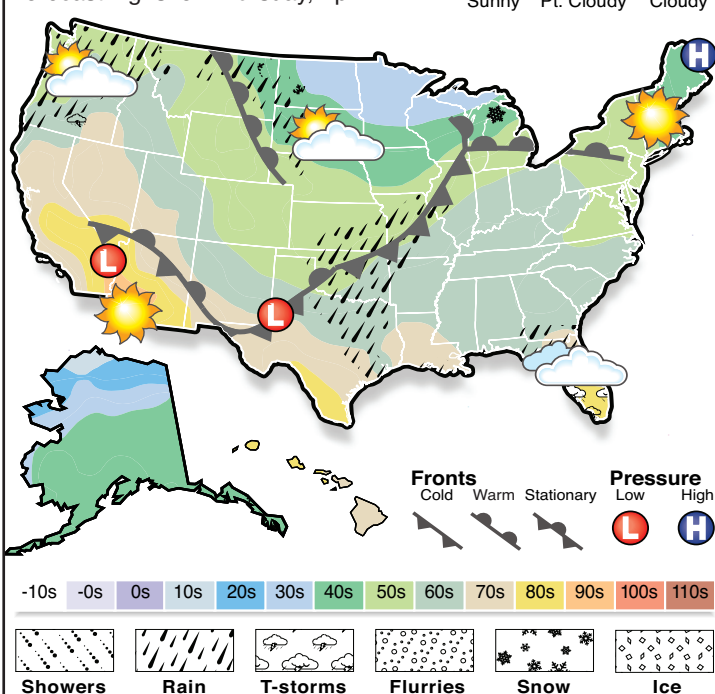 Sunny Pt. Cloudy Cloudy
H
L
L
Fronts Pressure
Cold Warm Stationary Low High
L H
-10s -0s 0s 10s 20s 30s 40s 50s 60s 70s 80s 90s 100s 110s
Showers Rain T-storms Flurries Snow Ice